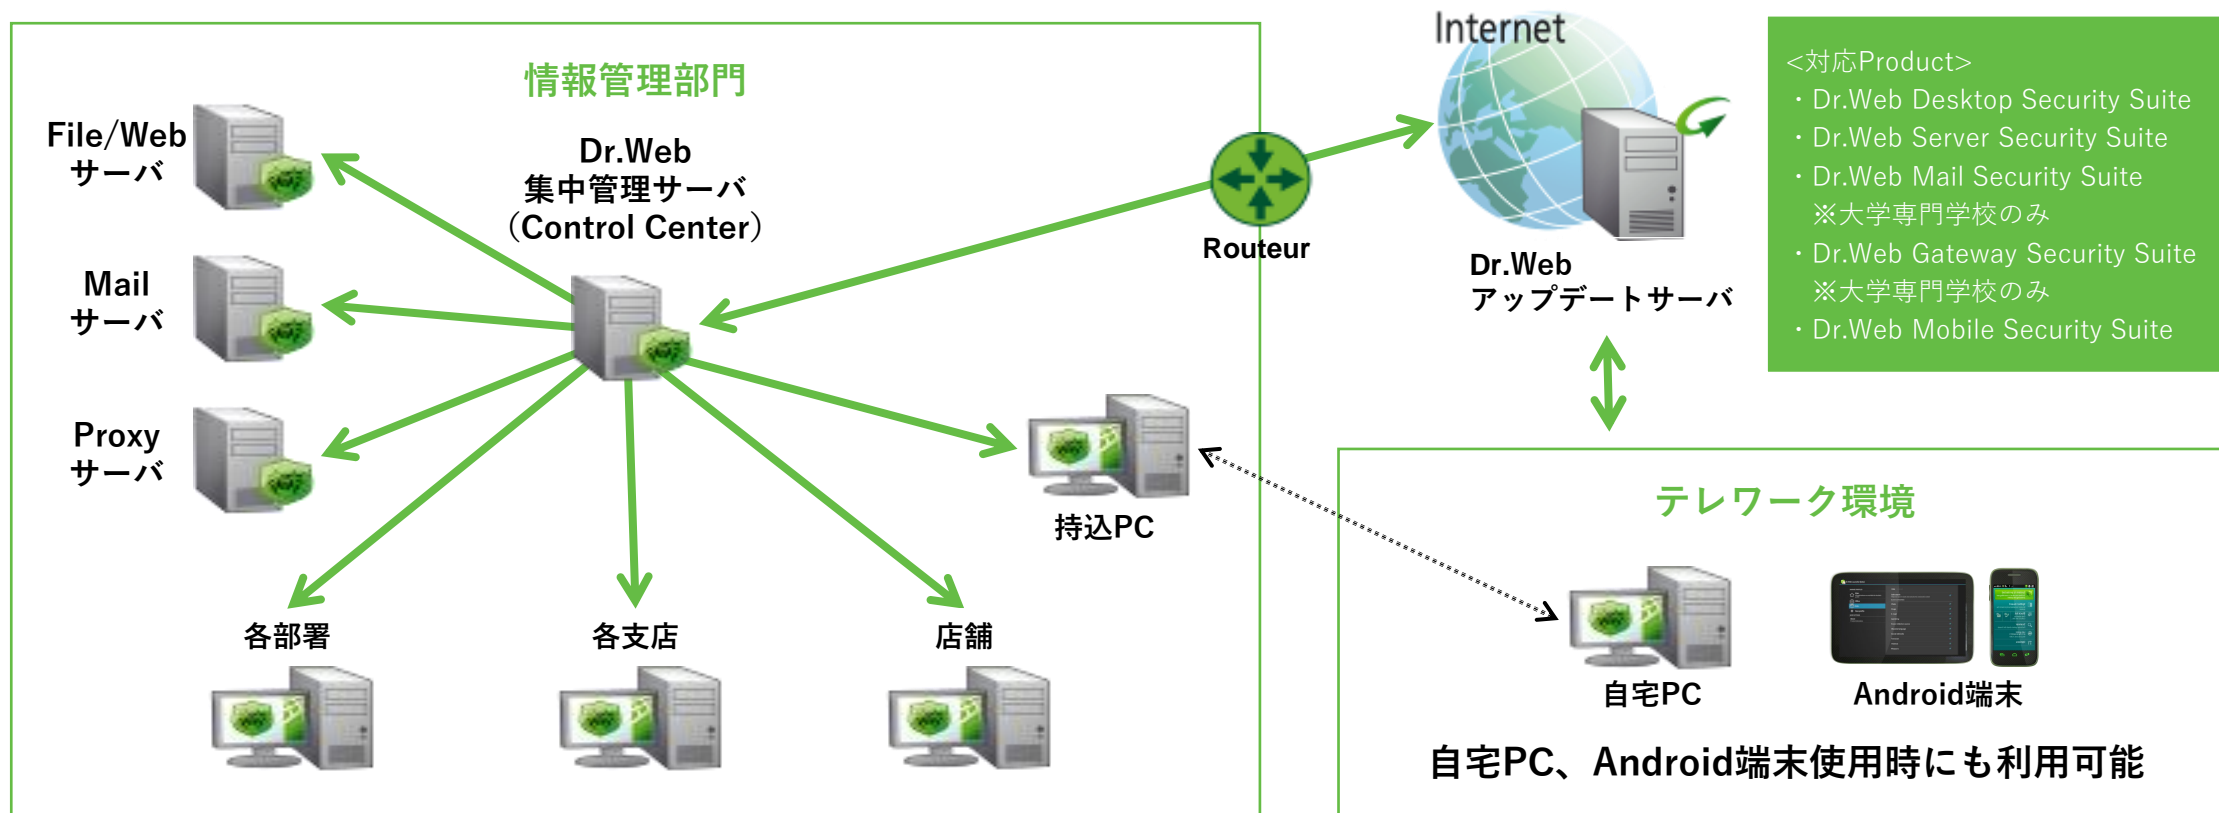 情報管理部門
File/Web
サーバ
Dr.Web
集中管理サーバ
（Control Center）
Mail
サーバ
Proxy
サーバ
持込PC
各部署
各支店
店舗
Routeur
Internet
Dr.Web
アップデートサーバ
<対応Product>
・Dr.Web Desktop Security Suite
・Dr.Web Server Security Suite
・Dr.Web Mail Security Suite
※大学専門学校のみ
・Dr.Web Gateway Security Suite
※大学専門学校のみ
・Dr.Web Mobile Security Suite
テレワーク環境
自宅PC
Android端末
自宅PC、Android端末使用時にも利用可能